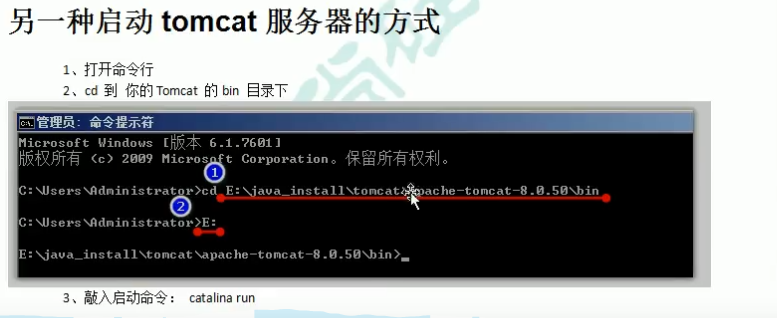 另一种启动 tomcat 服务器的方式
1、打开命令行
2、cd 到 你的 Tomcat 的 bin 目录下
管理员: 命令提示符
Microsoft Windows [版本 6.1.7601]
版权所有 (c) 2009 Microsoft Corporation。保留所有权利。
1
C:\Users\Administrator>cd E:\java_install\tomcat\apache-tomcat-8.0.50\bin
2
C:\Users\Administrator>E:
E:\java_install\tomcat\apache-tomcat-8.0.50\bin>_
3、敲入启动命令： catalina run